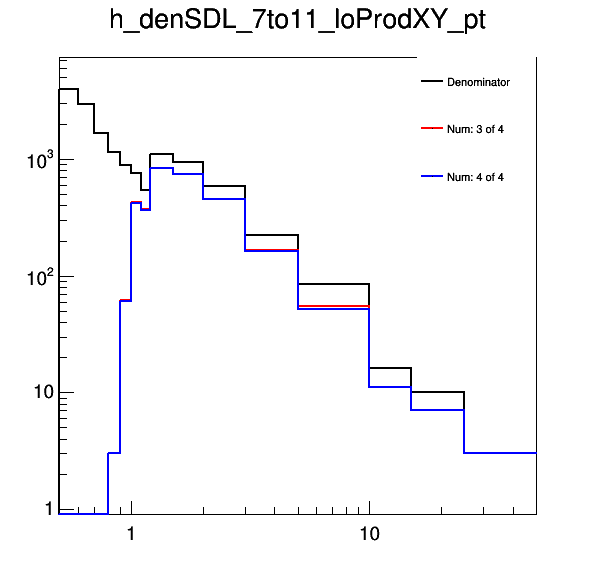 h_denSDL_7to11_loProdXY_pt
Denominator
Num: 3 of 4
Num: 4 of 4
10³
10²
10
1
1 10